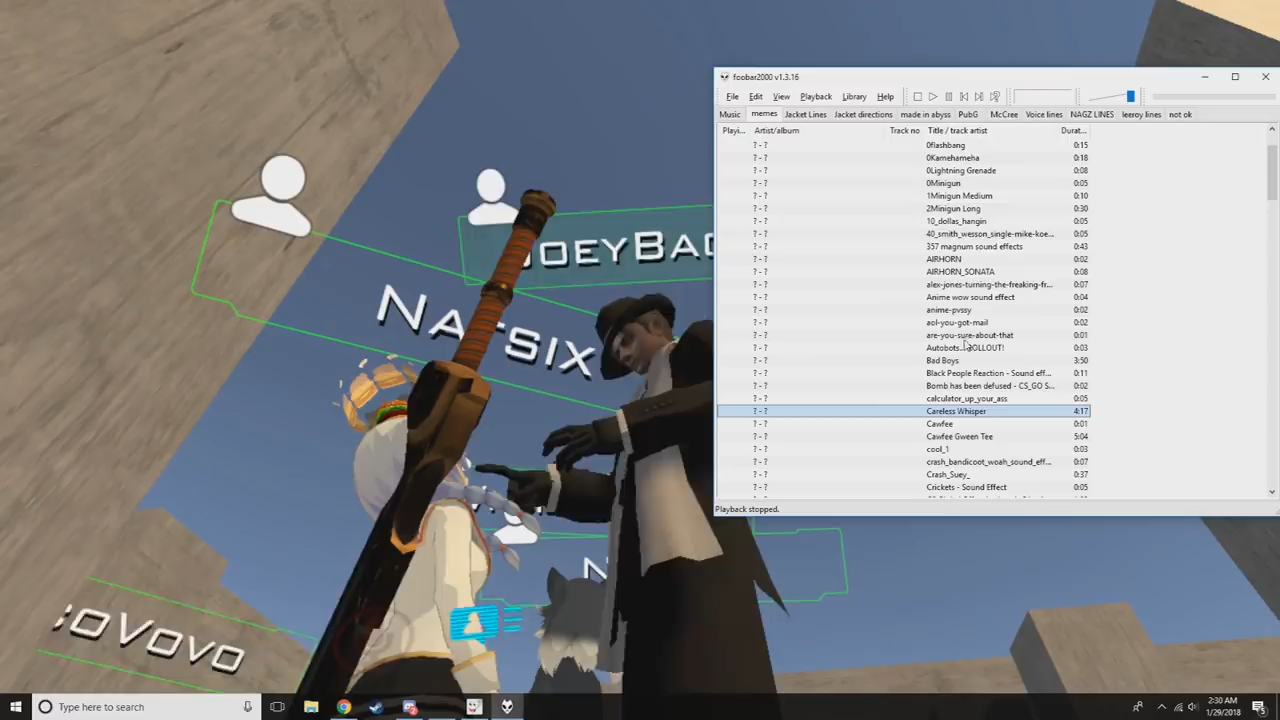 foobar2000 v1.3.16
File Edit View Playback Library Help
Music memes Jacket Lines Jacket directions made in abyss PubG McCree Voice lines NAGZ LINES leeroy lines not ok
Playi... Artist/album Track no Title / track artist Durat...
? - ? 0flashbang 0:15
? - ? 0Kamehameha 0:18
? - ? 0Lightning Grenade 0:08
? - ? 0Minigun 0:05
? - ? 1Minigun Medium 0:10
? - ? 2Minigun Long 0:30
? - ? 10_dollas_hangin 0:05
? - ? 40_smith_wesson_single-mike-koe... 0:05
? - ? 357 magnum sound effects 0:43
? - ? AIRHORN 0:02
? - ? AIRHORN_SONATA 0:08
? - ? alex-jones-turning-the-freaking-fr... 0:07
? - ? Anime wow sound effect 0:04
? - ? anime-pvssy 0:02
? - ? aol-you-got-mail 0:02
? - ? are-you-sure-about-that 0:01
? - ? Autobots... ROLLOUT! 0:03
? - ? Bad Boys 3:50
? - ? Black People Reaction - Sound eff... 0:11
? - ? Bomb has been defused - CS_GO S... 0:02
? - ? calculator_up_your_ass 0:05
? - ? Careless Whisper 4:17
? - ? Cawfee 0:01
? - ? Cawfee Gween Tee 5:04
? - ? cool_1 0:03
? - ? crash_bandicoot_woah_sound_eff... 0:07
? - ? Crash_Suey_ 0:37
? - ? Crickets - Sound Effect 0:05
Playback stopped.
JOEYBAC
NATSIX
N
:OVOVO
Type here to search
2:30 AM
1/29/2018